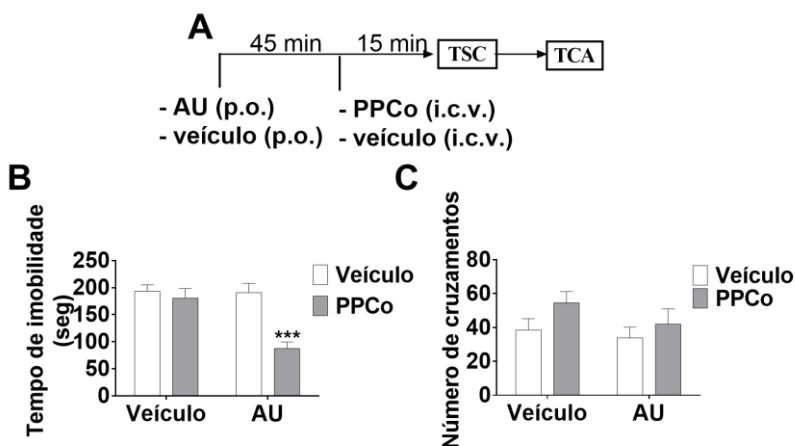 A
45 min 15 min
TSC
TCA
- AU (p.o.) - PPCo (i.c.v.)
- veículo (p.o.) - veículo (i.c.v.)
B
Tempo de imobilidade
(seg)
250
200
150
100
50
0
***
Veículo
PPCo
Veículo AU
C
Número de cruzamentos
80
60
40
20
0
Veículo
PPCo
Veículo AU